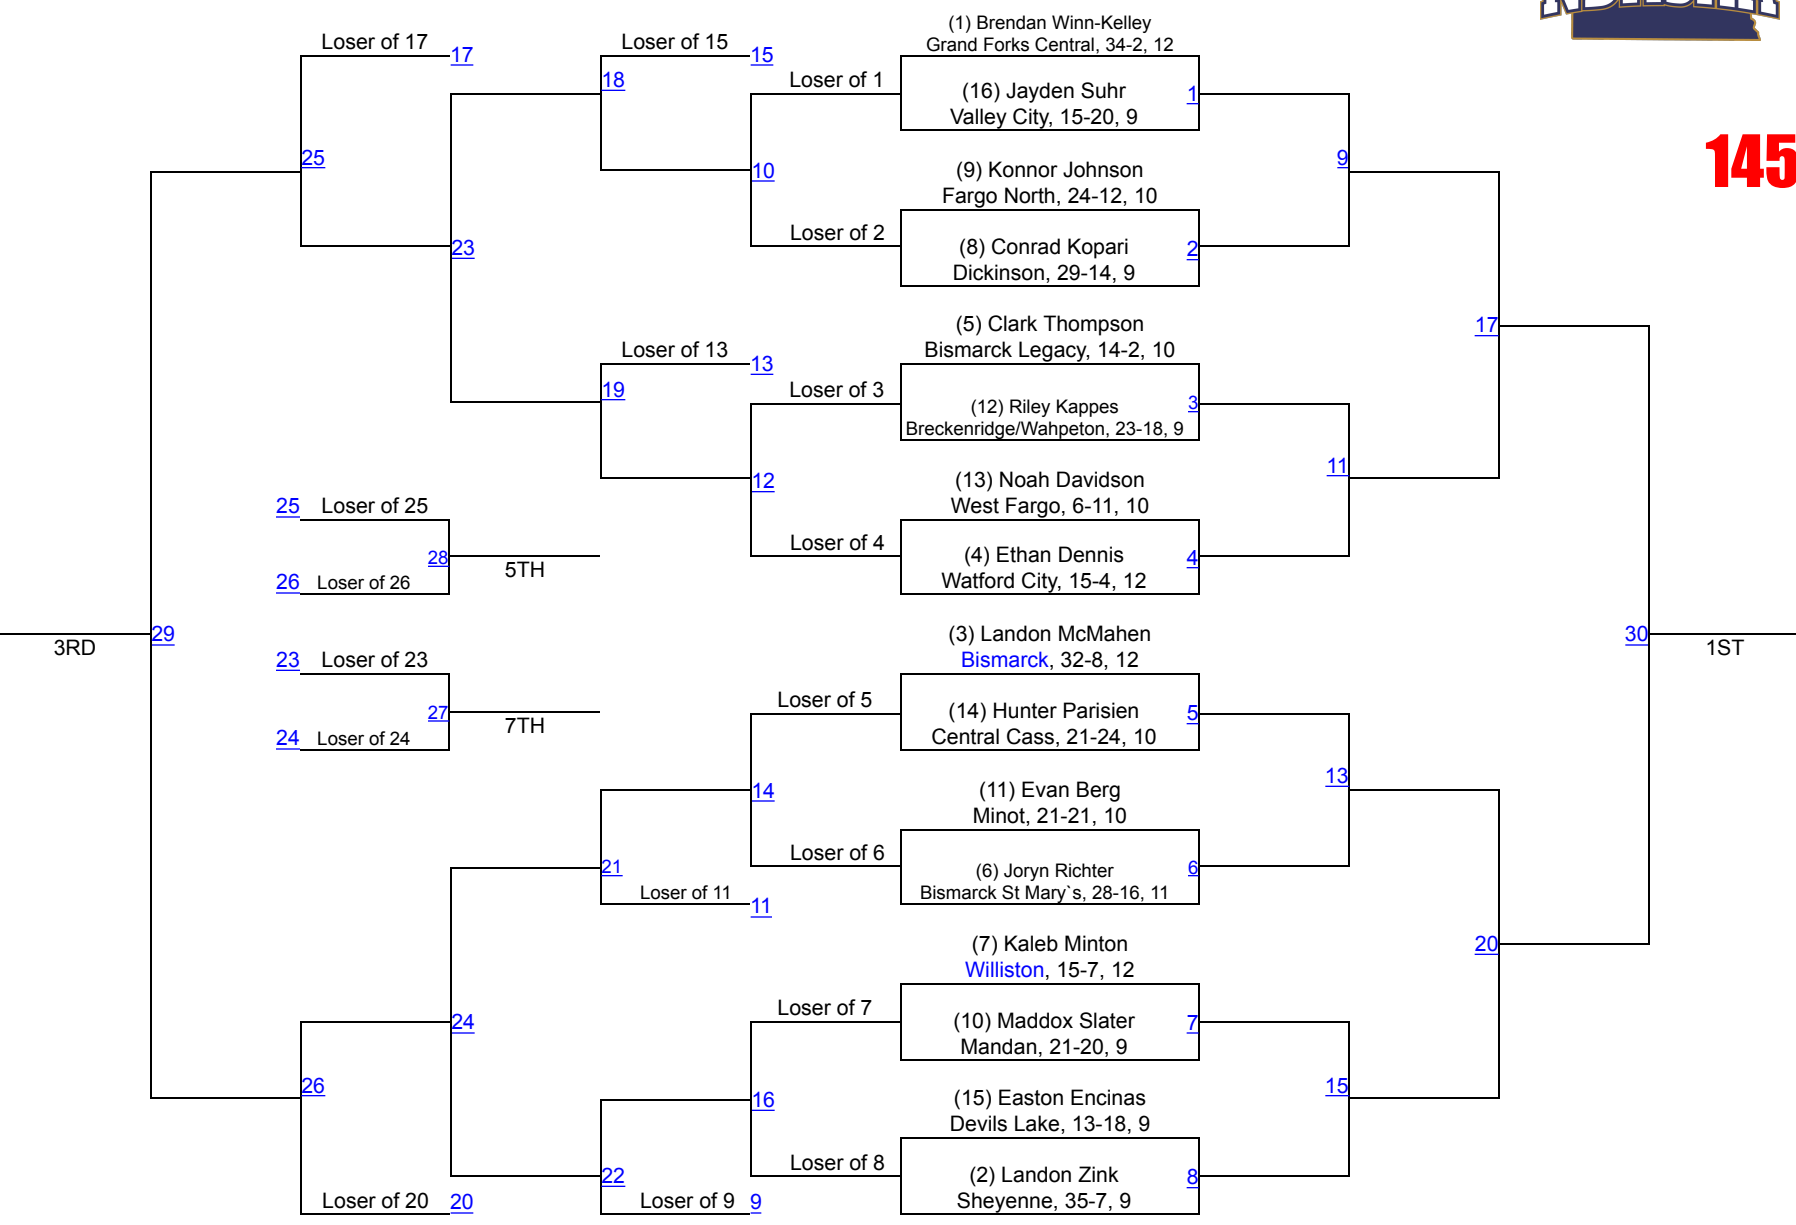 NDHSAA
145
(1) Brendan Winn-Kelley
Grand Forks Central, 34-2, 12
Loser of 17
17
Loser of 15
15
18
Loser of 1
(16) Jayden Suhr
Valley City, 15-20, 9
1
25
10
(9) Konnor Johnson
Fargo North, 24-12, 10
9
23
Loser of 2
(8) Conrad Kopari
Dickinson, 29-14, 9
2
(5) Clark Thompson
Bismarck Legacy, 14-2, 10
17
Loser of 13
13
19
Loser of 3
(12) Riley Kappes
Breckenridge/Wahpeton, 23-18, 9
3
12
(13) Noah Davidson
West Fargo, 6-11, 10
11
25
Loser of 25
28
5TH
26
Loser of 26
Loser of 4
(4) Ethan Dennis
Watford City, 15-4, 12
4
3RD
29
(3) Landon McMahen
Bismarck, 32-8, 12
30
1ST
23
Loser of 23
27
7TH
24
Loser of 24
Loser of 5
(14) Hunter Parisien
Central Cass, 21-24, 10
5
14
(11) Evan Berg
Minot, 21-21, 10
13
21
Loser of 11
11
Loser of 6
(6) Joryn Richter
Bismarck St Mary`s, 28-16, 11
6
(7) Kaleb Minton
Williston, 15-7, 12
20
24
Loser of 7
(10) Maddox Slater
Mandan, 21-20, 9
7
26
16
(15) Easton Encinas
Devils Lake, 13-18, 9
15
Loser of 8
(2) Landon Zink
Sheyenne, 35-7, 9
8
22
Loser of 20
20
Loser of 9
9